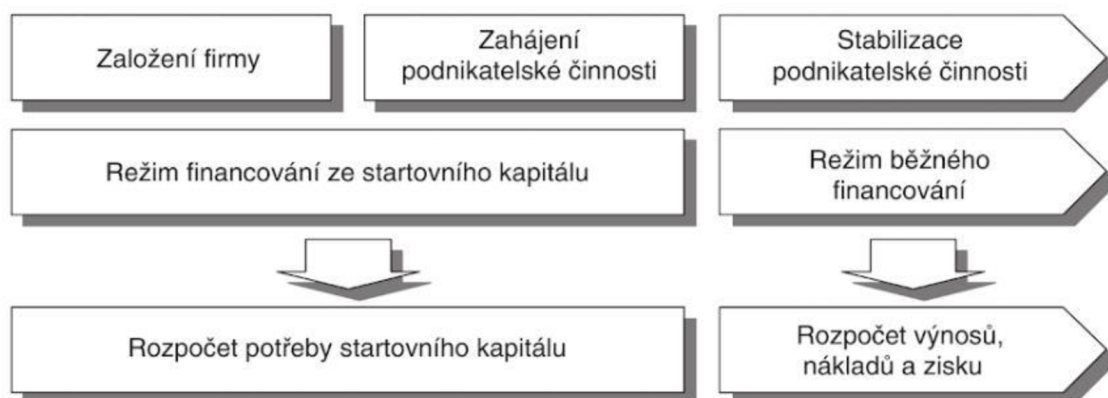 Založení firmy
Zahájení
podnikatelské činnosti
Stabilizace
podnikatelské činnosti
Režim financování ze startovního kapitálu
Režim běžného
financování
Rozpočet potřeby startovního kapitálu
Rozpočet výnosů,
nákladů a zisku